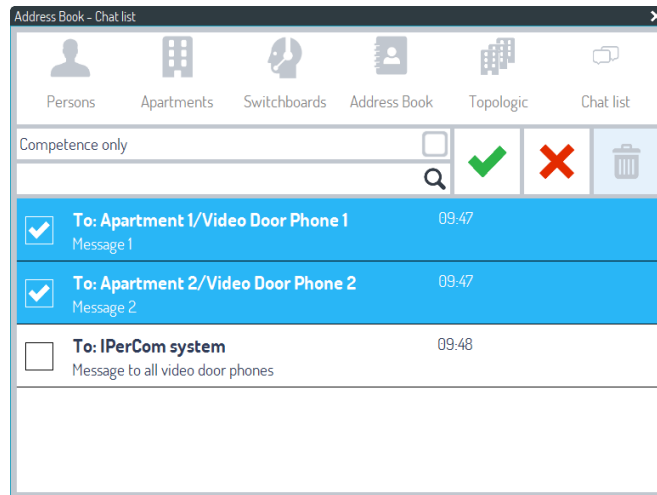 Address Book - Chat list
Persons Apartments Switchboards Address Book Topologic Chat list
Competence only
To: Apartment 1/Video Door Phone 1 09:47
Message 1
To: Apartment 2/Video Door Phone 2 09:47
Message 2
To: IPerCom system 09:48
Message to all video door phones